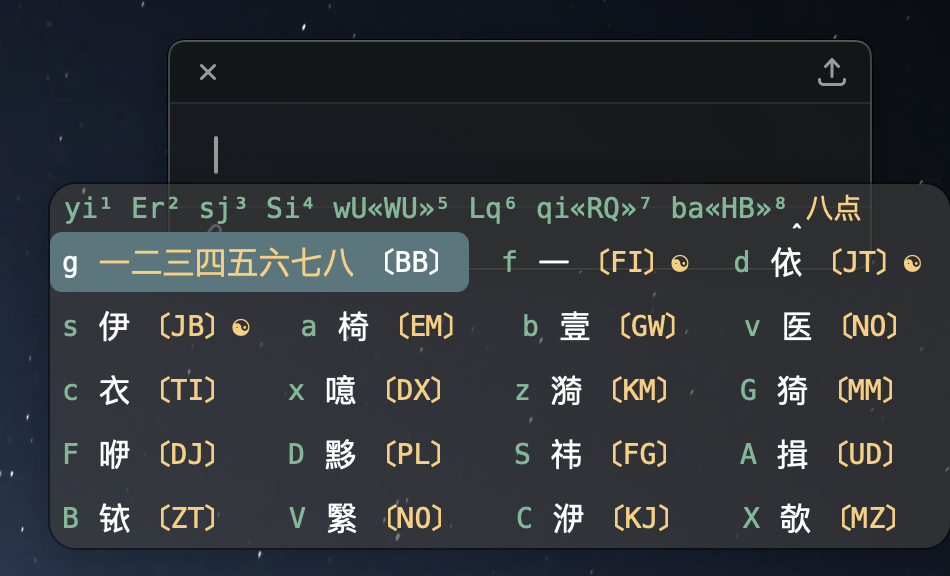 yi¹ Er² sj³ Si⁴ wU«WU»⁵ Lq⁶ qi«RQ»⁷ ba«HB»⁸‸八点
g 一二三四五六七八 〔BB〕 f 一 〔FI〕☯ d 依 〔JT〕☯
s 伊 〔JB〕☯ a 椅 〔EM〕 b 壹 〔GW〕 v 医 〔NO〕
c 衣 〔TI〕 x 噫 〔DX〕 z 漪 〔KM〕 G 猗 〔MM〕
F 咿 〔DJ〕 D 黟 〔PL〕 S 祎 〔FG〕 A 揖 〔UD〕
B 铱 〔ZT〕 V 繄 〔NO〕 C 洢 〔KJ〕 X 欹 〔MZ〕